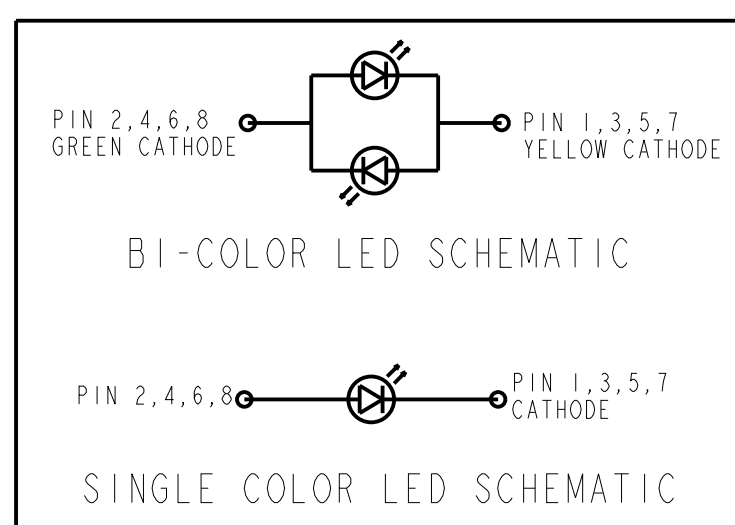 PIN 2,4,6,8
GREEN CATHODE
PIN 1,3,5,7
YELLOW CATHODE
BI-COLOR LED SCHEMATIC
PIN 2,4,6,8
PIN 1,3,5,7
CATHODE
SINGLE COLOR LED SCHEMATIC